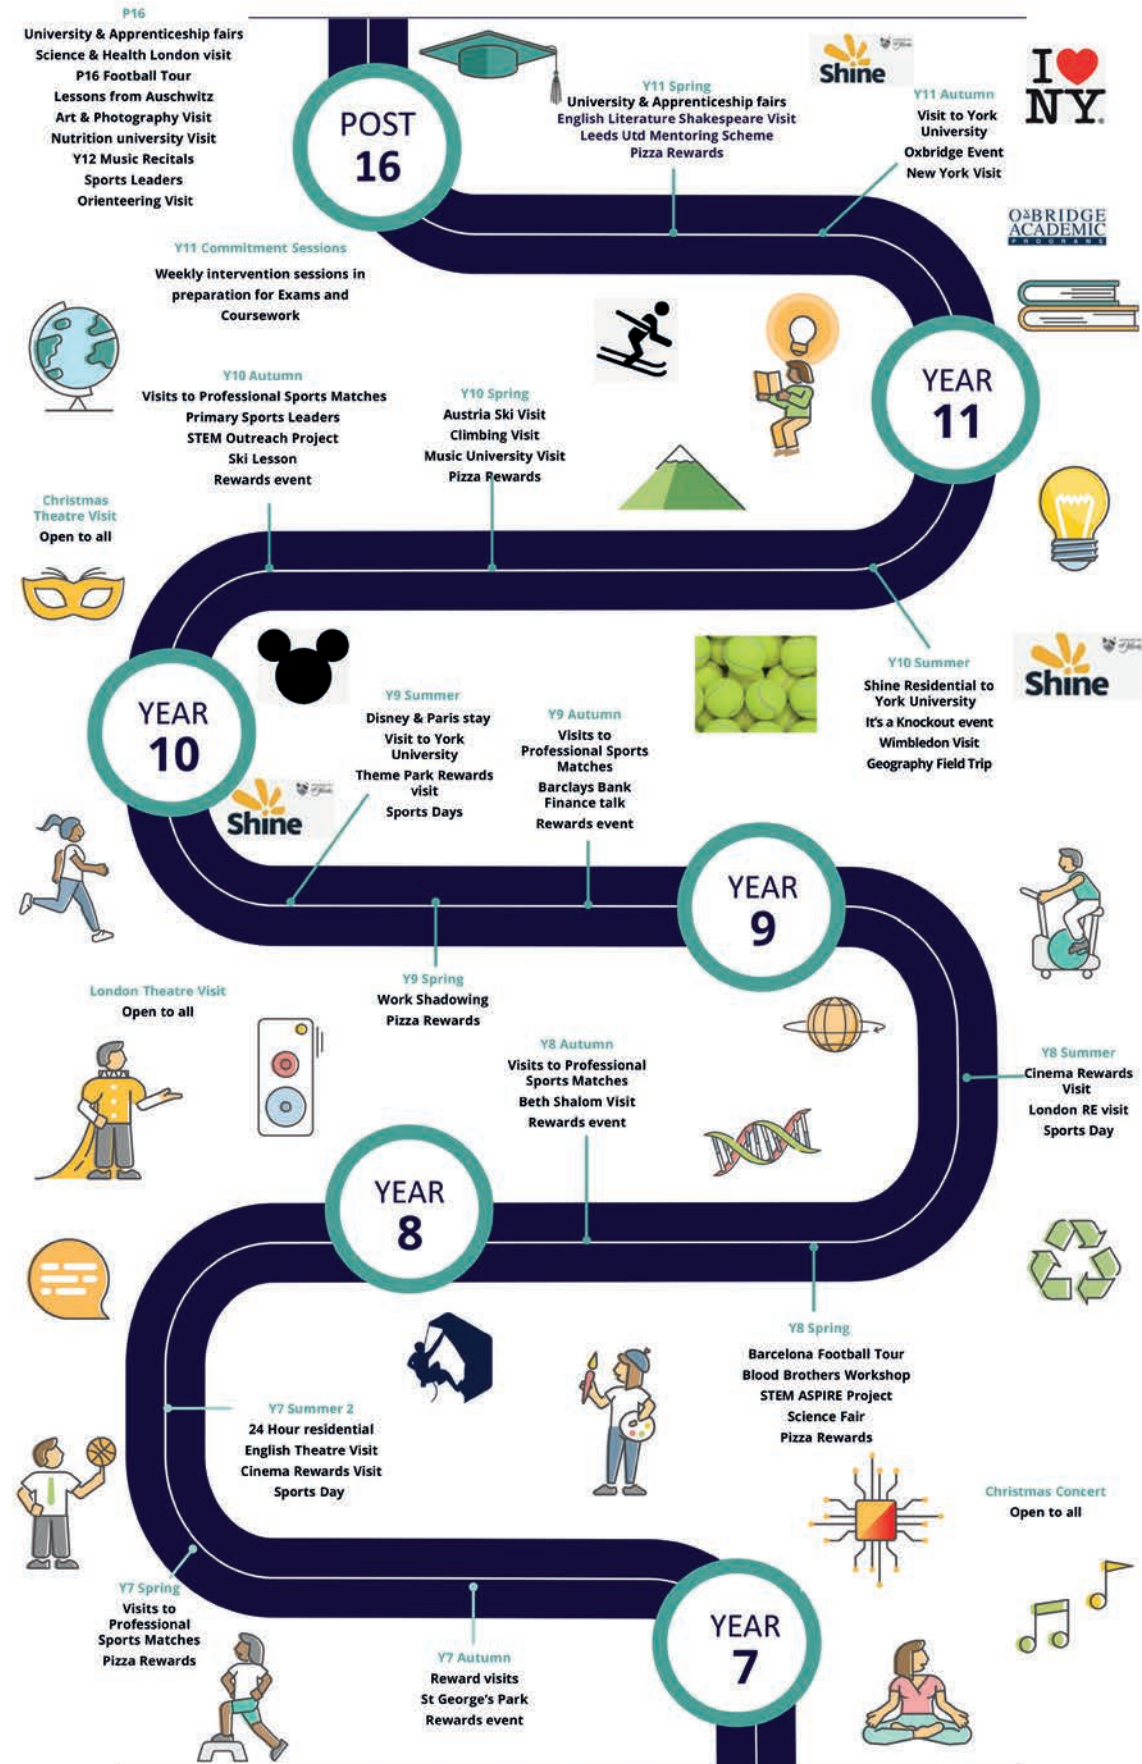 P16
University & Apprenticeship fairs
Science & Health London visit
P16 Football Tour
Lessons from Auschwitz
Art & Photography Visit
Nutrition university Visit
Y12 Music Recitals
Sports Leaders
Orienteering Visit
POST
16
Y11 Spring
University & Apprenticeship fairs
English Literature Shakespeare Visit
Leeds Utd Mentoring Scheme
Pizza Rewards
Shine
Y11 Autumn
Visit to York
University
Oxbridge Event
New York Visit
I
NY.
OXBRIDGE
ACADEMIC
PROGRAMS
Y11 Commitment Sessions
Weekly intervention sessions in
preparation for Exams and
Coursework
YEAR
11
Y10 Autumn
Visits to Professional Sports Matches
Primary Sports Leaders
STEM Outreach Project
Ski Lesson
Rewards event
Y10 Spring
Austria Ski Visit
Climbing Visit
Music University Visit
Pizza Rewards
Christmas
Theatre Visit
Open to all
Y10 Summer
Shine Residential to
York University
It's a Knockout event
Wimbledon Visit
Geography Field Trip
Shine
YEAR
10
Shine
Y9 Summer
Disney & Paris stay
Visit to York
University
Theme Park Rewards
visit
Sports Days
Y9 Autumn
Visits to
Professional Sports
Matches
Barclays Bank
Finance talk
Rewards event
YEAR
9
Y9 Spring
Work Shadowing
Pizza Rewards
London Theatre Visit
Open to all
Y8 Autumn
Visits to Professional
Sports Matches
Beth Shalom Visit
Rewards event
Y8 Summer
Cinema Rewards
Visit
London RE visit
Sports Day
YEAR
8
Y8 Spring
Barcelona Football Tour
Blood Brothers Workshop
STEM ASPIRE Project
Science Fair
Pizza Rewards
Y7 Summer 2
24 Hour residential
English Theatre Visit
Cinema Rewards Visit
Sports Day
Christmas Concert
Open to all
Y7 Spring
Visits to
Professional
Sports Matches
Pizza Rewards
Y7 Autumn
Reward visits
St George's Park
Rewards event
YEAR
7